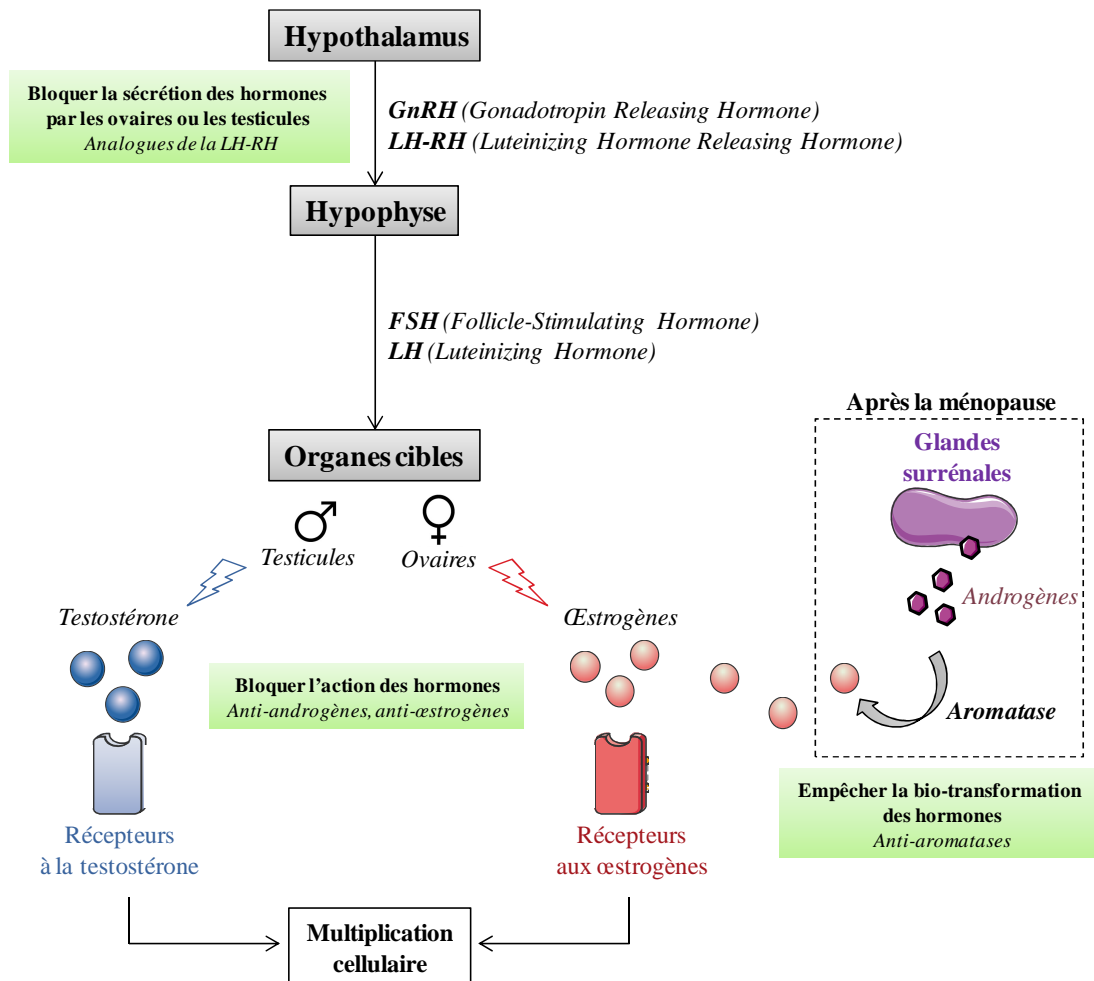 Hypothalamus
Bloquer la sécrétion des hormones
par les ovaires ou les testicules
Analogues de la LH-RH
GnRH (Gonadotropin Releasing Hormone)
LH-RH (Luteinizing Hormone Releasing Hormone)
Hypophyse
FSH (Follicle-Stimulating Hormone)
LH (Luteinizing Hormone)
Organes cibles
Testicules
Ovaires
Testostérone
Œstrogènes
Bloquer l'action des hormones
Anti-androgènes, anti-œstrogènes
Après la ménopause
Glandes
surrénales
Androgènes
Aromatase
Empêcher la bio-transformation
des hormones
Anti-aromatases
Récepteurs
à la testostérone
Récepteurs
aux œstrogènes
Multiplication
cellulaire